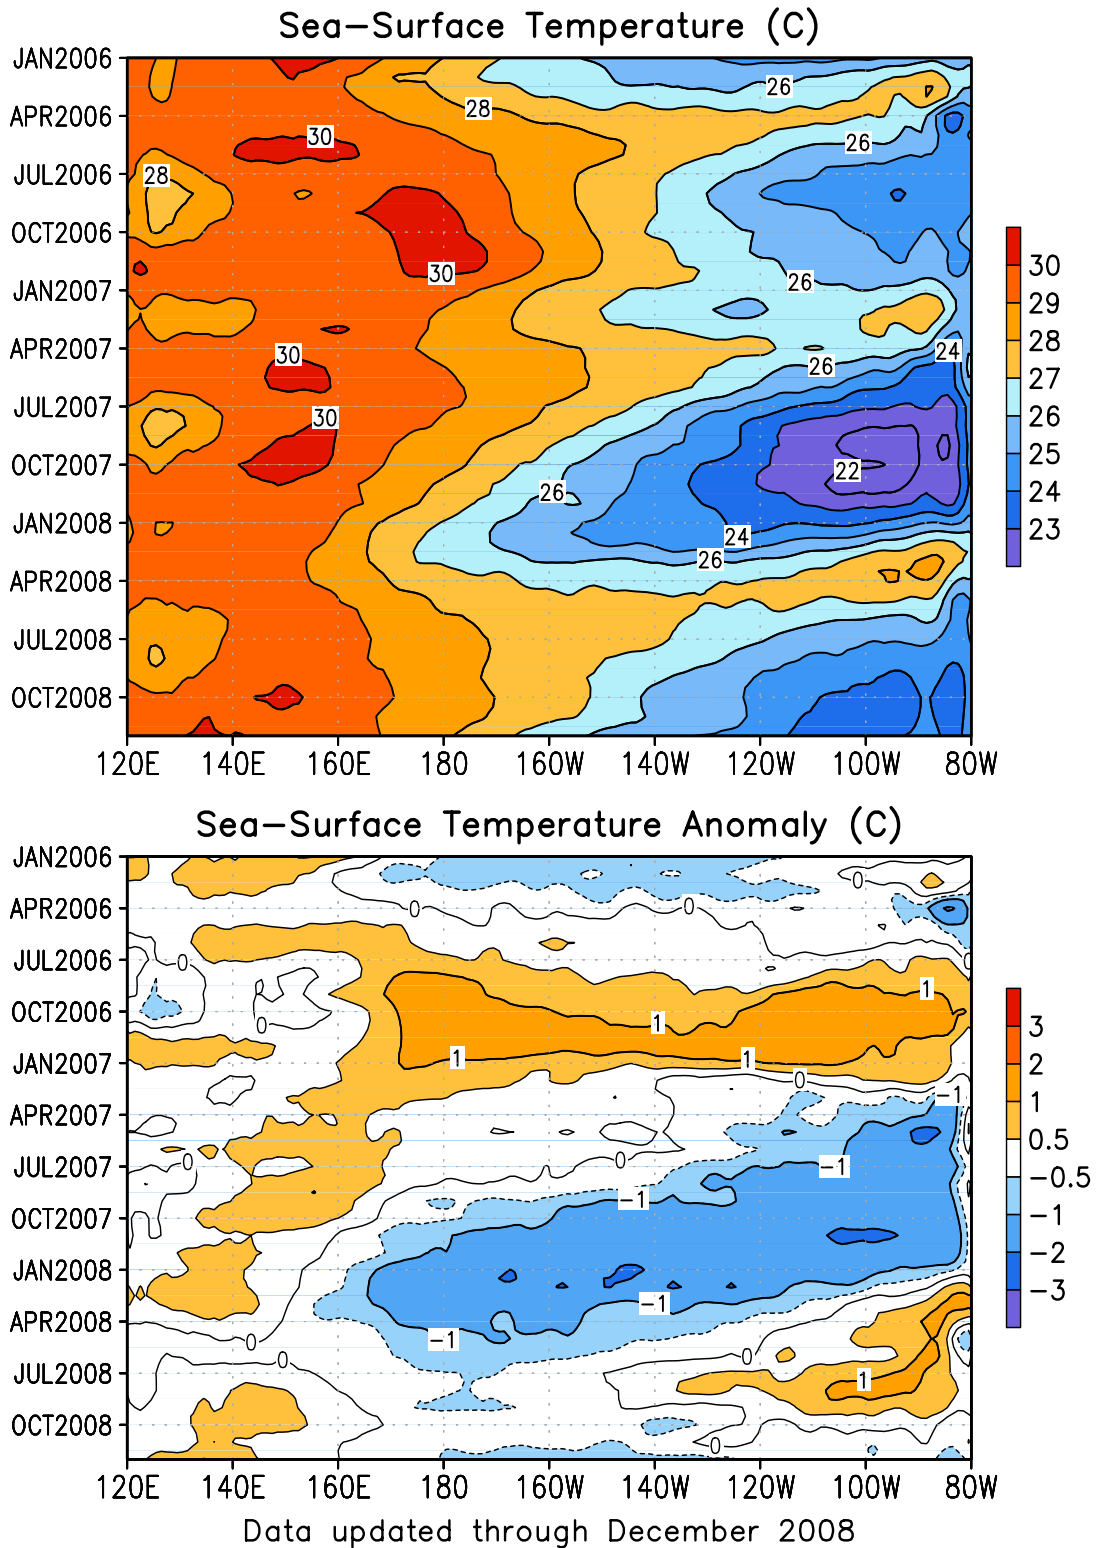 Sea-Surface Temperature (C)
JAN2006
APR2006
JUL2006
OCT2006
JAN2007
APR2007
JUL2007
OCT2007
JAN2008
APR2008
JUL2008
OCT2008
26
28
30
26
28
30
26
30
24
26
30
22
26
24
26
30
29
28
27
26
25
24
23
120E 140E 160E 180 160W 140W 120W 100W 80W
Sea-Surface Temperature Anomaly (C)
JAN2006
APR2006
JUL2006
OCT2006
JAN2007
APR2007
JUL2007
OCT2007
JAN2008
APR2008
JUL2008
OCT2008
0
0
0
0
0
1
1
0
1
1
0
-1
0
0
-1
-1
-1
-1
0
0
0
1
0
3
2
1
0.5
-0.5
-1
-2
-3
120E 140E 160E 180 160W 140W 120W 100W 80W
Data updated through December 2008